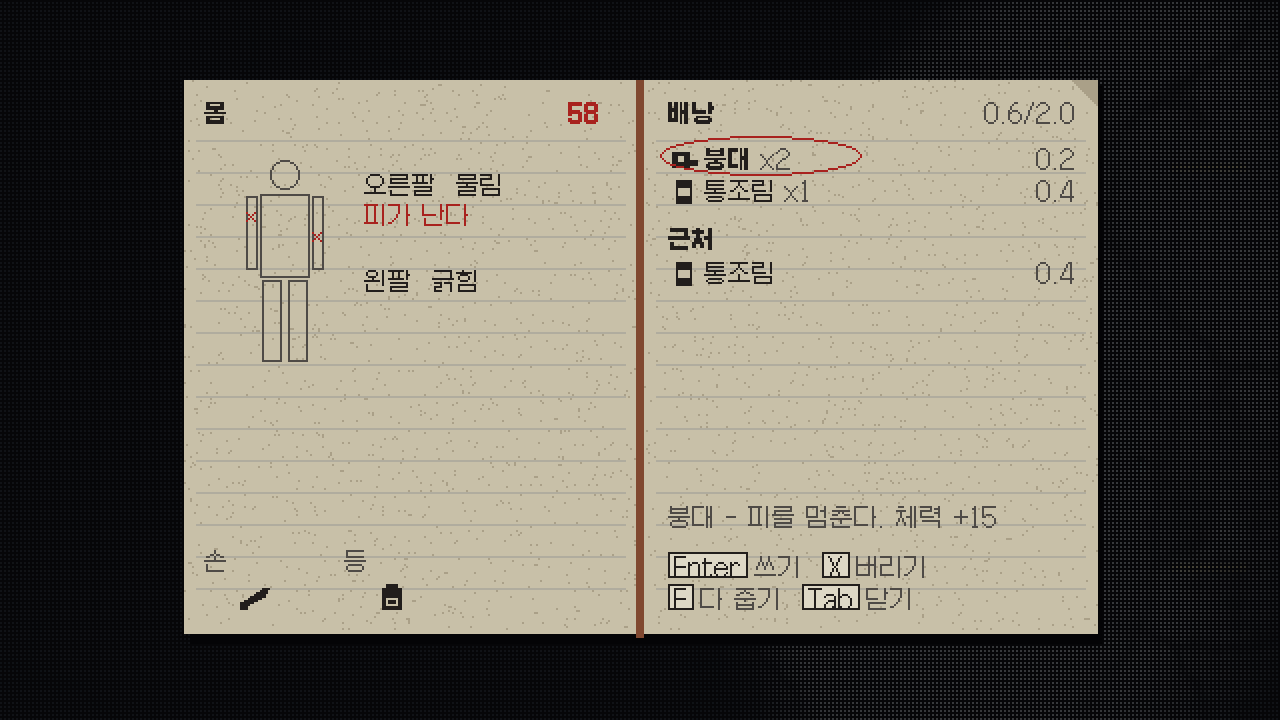 몸 58
오른팔 물림
피가 난다
왼팔 긁힘
손 등
배낭 0.6/2.0
붕대 x2 0.2
통조림 x1 0.4
근처
통조림 0.4
붕대 - 피를 멈춘다. 체력 +15
Enter 쓰기 X 버리기
F 다 줍기 Tab 닫기